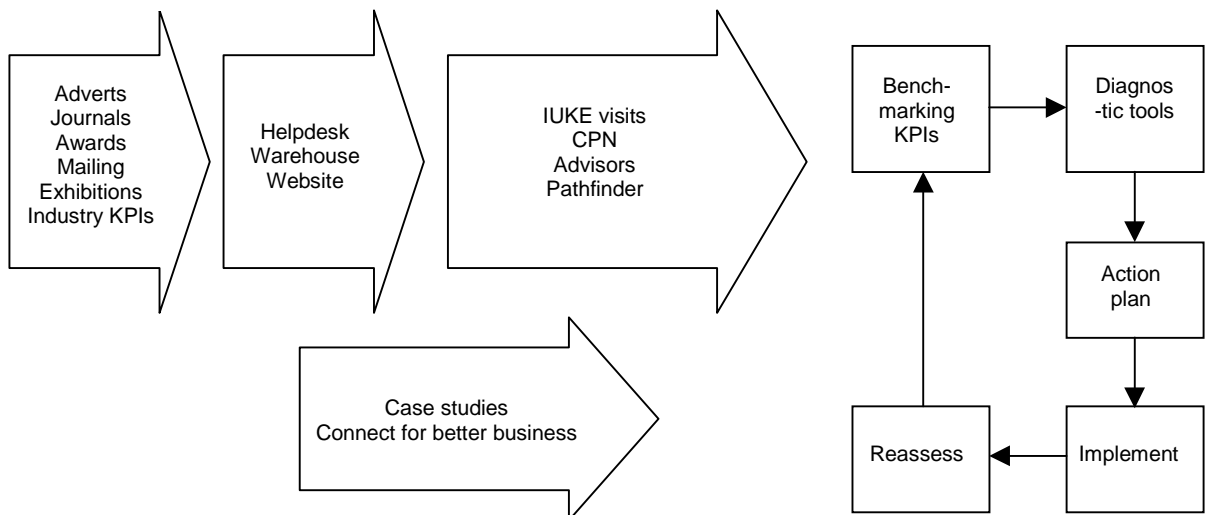 Adverts
Journals
Awards
Mailing
Exhibitions
Industry KPIs
Helpdesk
Warehouse
Website
IUKE visits
CPN
Advisors
Pathfinder
Case studies
Connect for better business
Bench-
marking
KPIs
Diagnos
-tic tools
Action
plan
Implement
Reassess